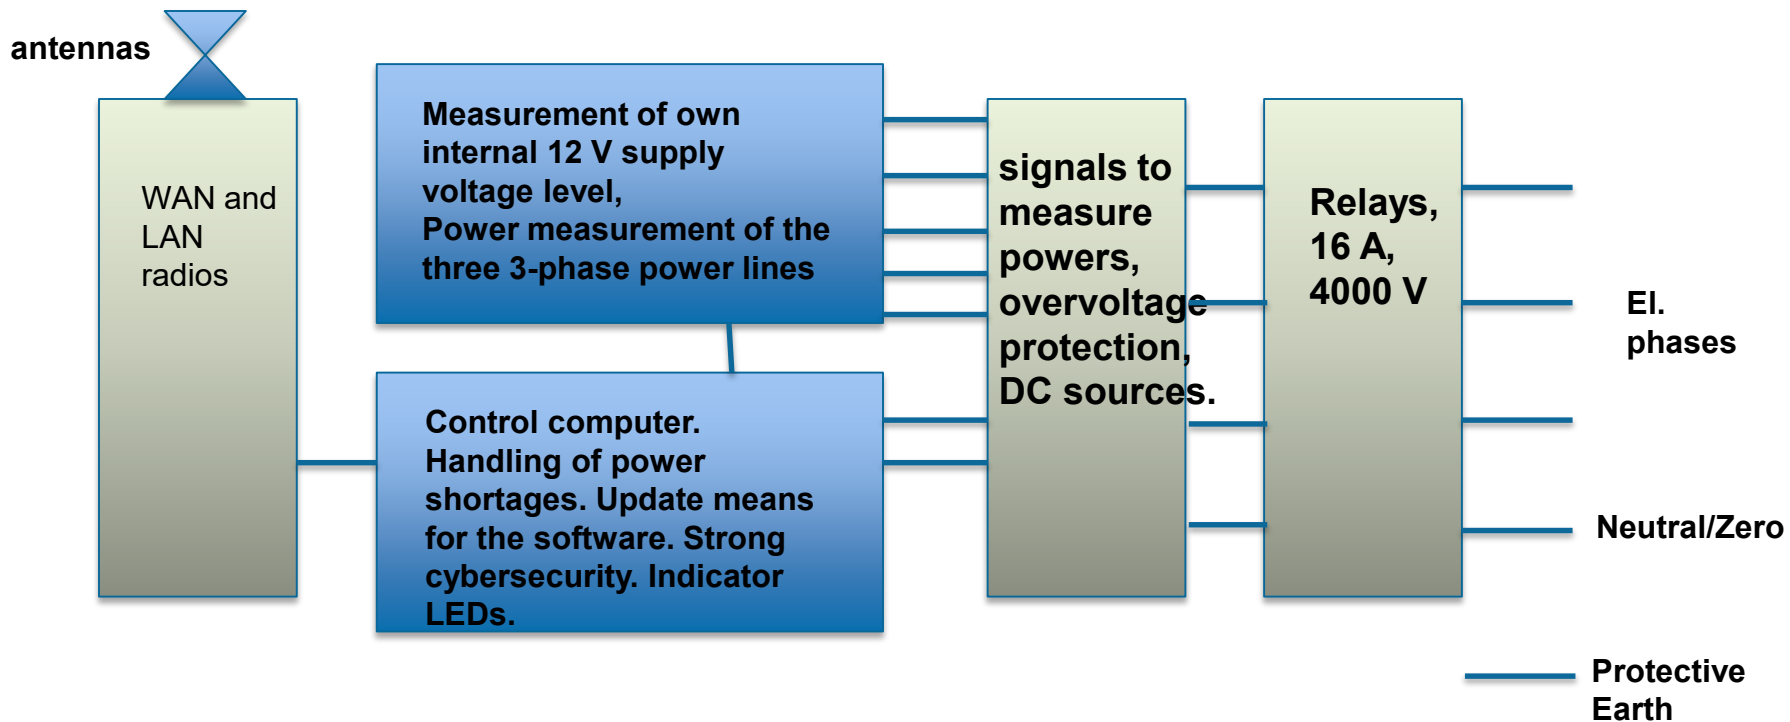 antennas
WAN and
LAN
radios
Measurement of own
internal 12 V supply
voltage level,
Power measurement of the
three 3-phase power lines
Control computer.
Handling of power
shortages. Update means
for the software. Strong
cybersecurity. Indicator
LEDs.
signals to
measure
powers,
overvoltage
protection,
DC sources.
Relays,
16 A,
4000 V
El.
phases
Neutral/Zero
Protective
Earth